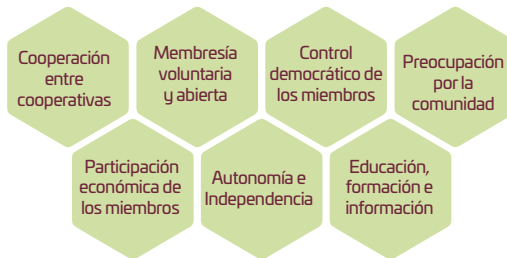 Cooperación
entre
cooperativas
Membresía
voluntaria
y abierta
Control
democrático de
los miembros
Preocupación
por la
comunidad
Participación
económica de
los miembros
Autonomía e
Independencia
Educación,
formación e
información